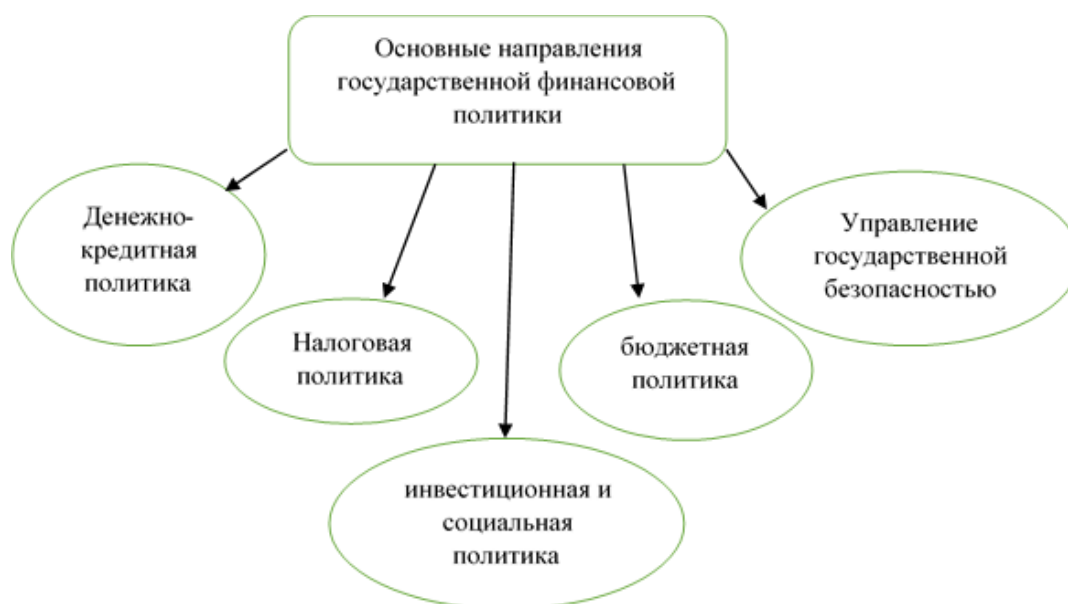 Основные направления
государственной финансовой
политики
Денежно-
кредитная
политика
Налоговая
политика
инвестиционная и
социальная
политика
бюджетная
политика
Управление
государственной
безопасностью